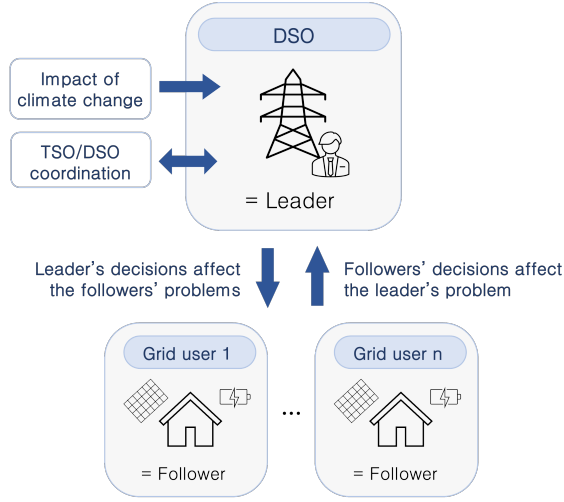 DSO
Impact of
climate change
TSO/DSO
coordination
= Leader
Leader's decisions affect
the followers' problems
Followers' decisions affect
the leader's problem
Grid user 1
= Follower
...
Grid user n
= Follower